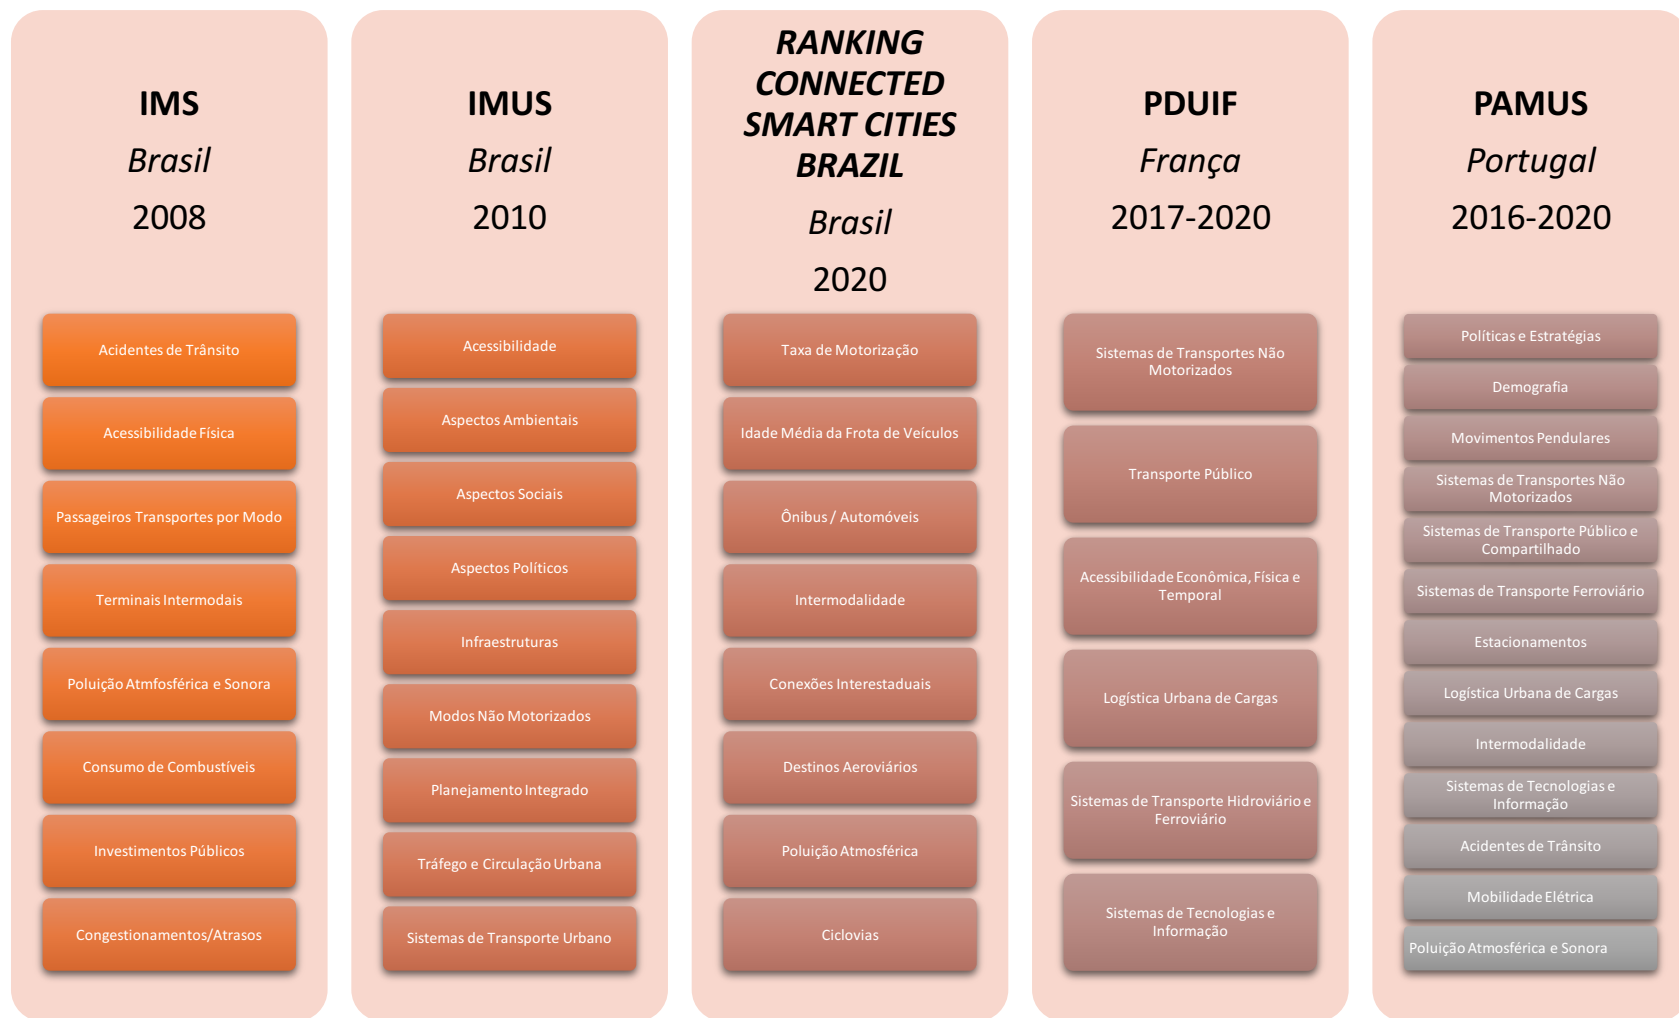 IMS
Brasil
2008
Acidentes de Trânsito
Acessibilidade Física
Passageiros Transportes por Modo
Terminais Intermodais
Poluição Atmfosférica e Sonora
Consumo de Combustíveis
Investimentos Públicos
Congestionamentos/Atrasos
IMUS
Brasil
2010
Acessibilidade
Aspectos Ambientais
Aspectos Sociais
Aspectos Políticos
Infraestruturas
Modos Não Motorizados
Planejamento Integrado
Tráfego e Circulação Urbana
Sistemas de Transporte Urbano
RANKING
CONNECTED
SMART CITIES
BRAZIL
Brasil
2020
Taxa de Motorização
Idade Média da Frota de Veículos
Ônibus / Automóveis
Intermodalidade
Conexões Interestaduais
Destinos Aeroviários
Poluição Atmosférica
Ciclovias
PDUIF
França
2017-2020
Sistemas de Transportes Não
Motorizados
Transporte Público
Acessibilidade Econômica, Física e
Temporal
Logística Urbana de Cargas
Sistemas de Transporte Hidroviário e
Ferroviário
Sistemas de Tecnologias e
Informação
PAMUS
Portugal
2016-2020
Políticas e Estratégias
Demografia
Movimentos Pendulares
Sistemas de Transportes Não
Motorizados
Sistemas de Transporte Público e
Compartilhado
Sistemas de Transporte Ferroviário
Estacionamentos
Logística Urbana de Cargas
Intermodalidade
Sistemas de Tecnologias e
Informação
Acidentes de Trânsito
Mobilidade Elétrica
Poluição Atmosférica e Sonora